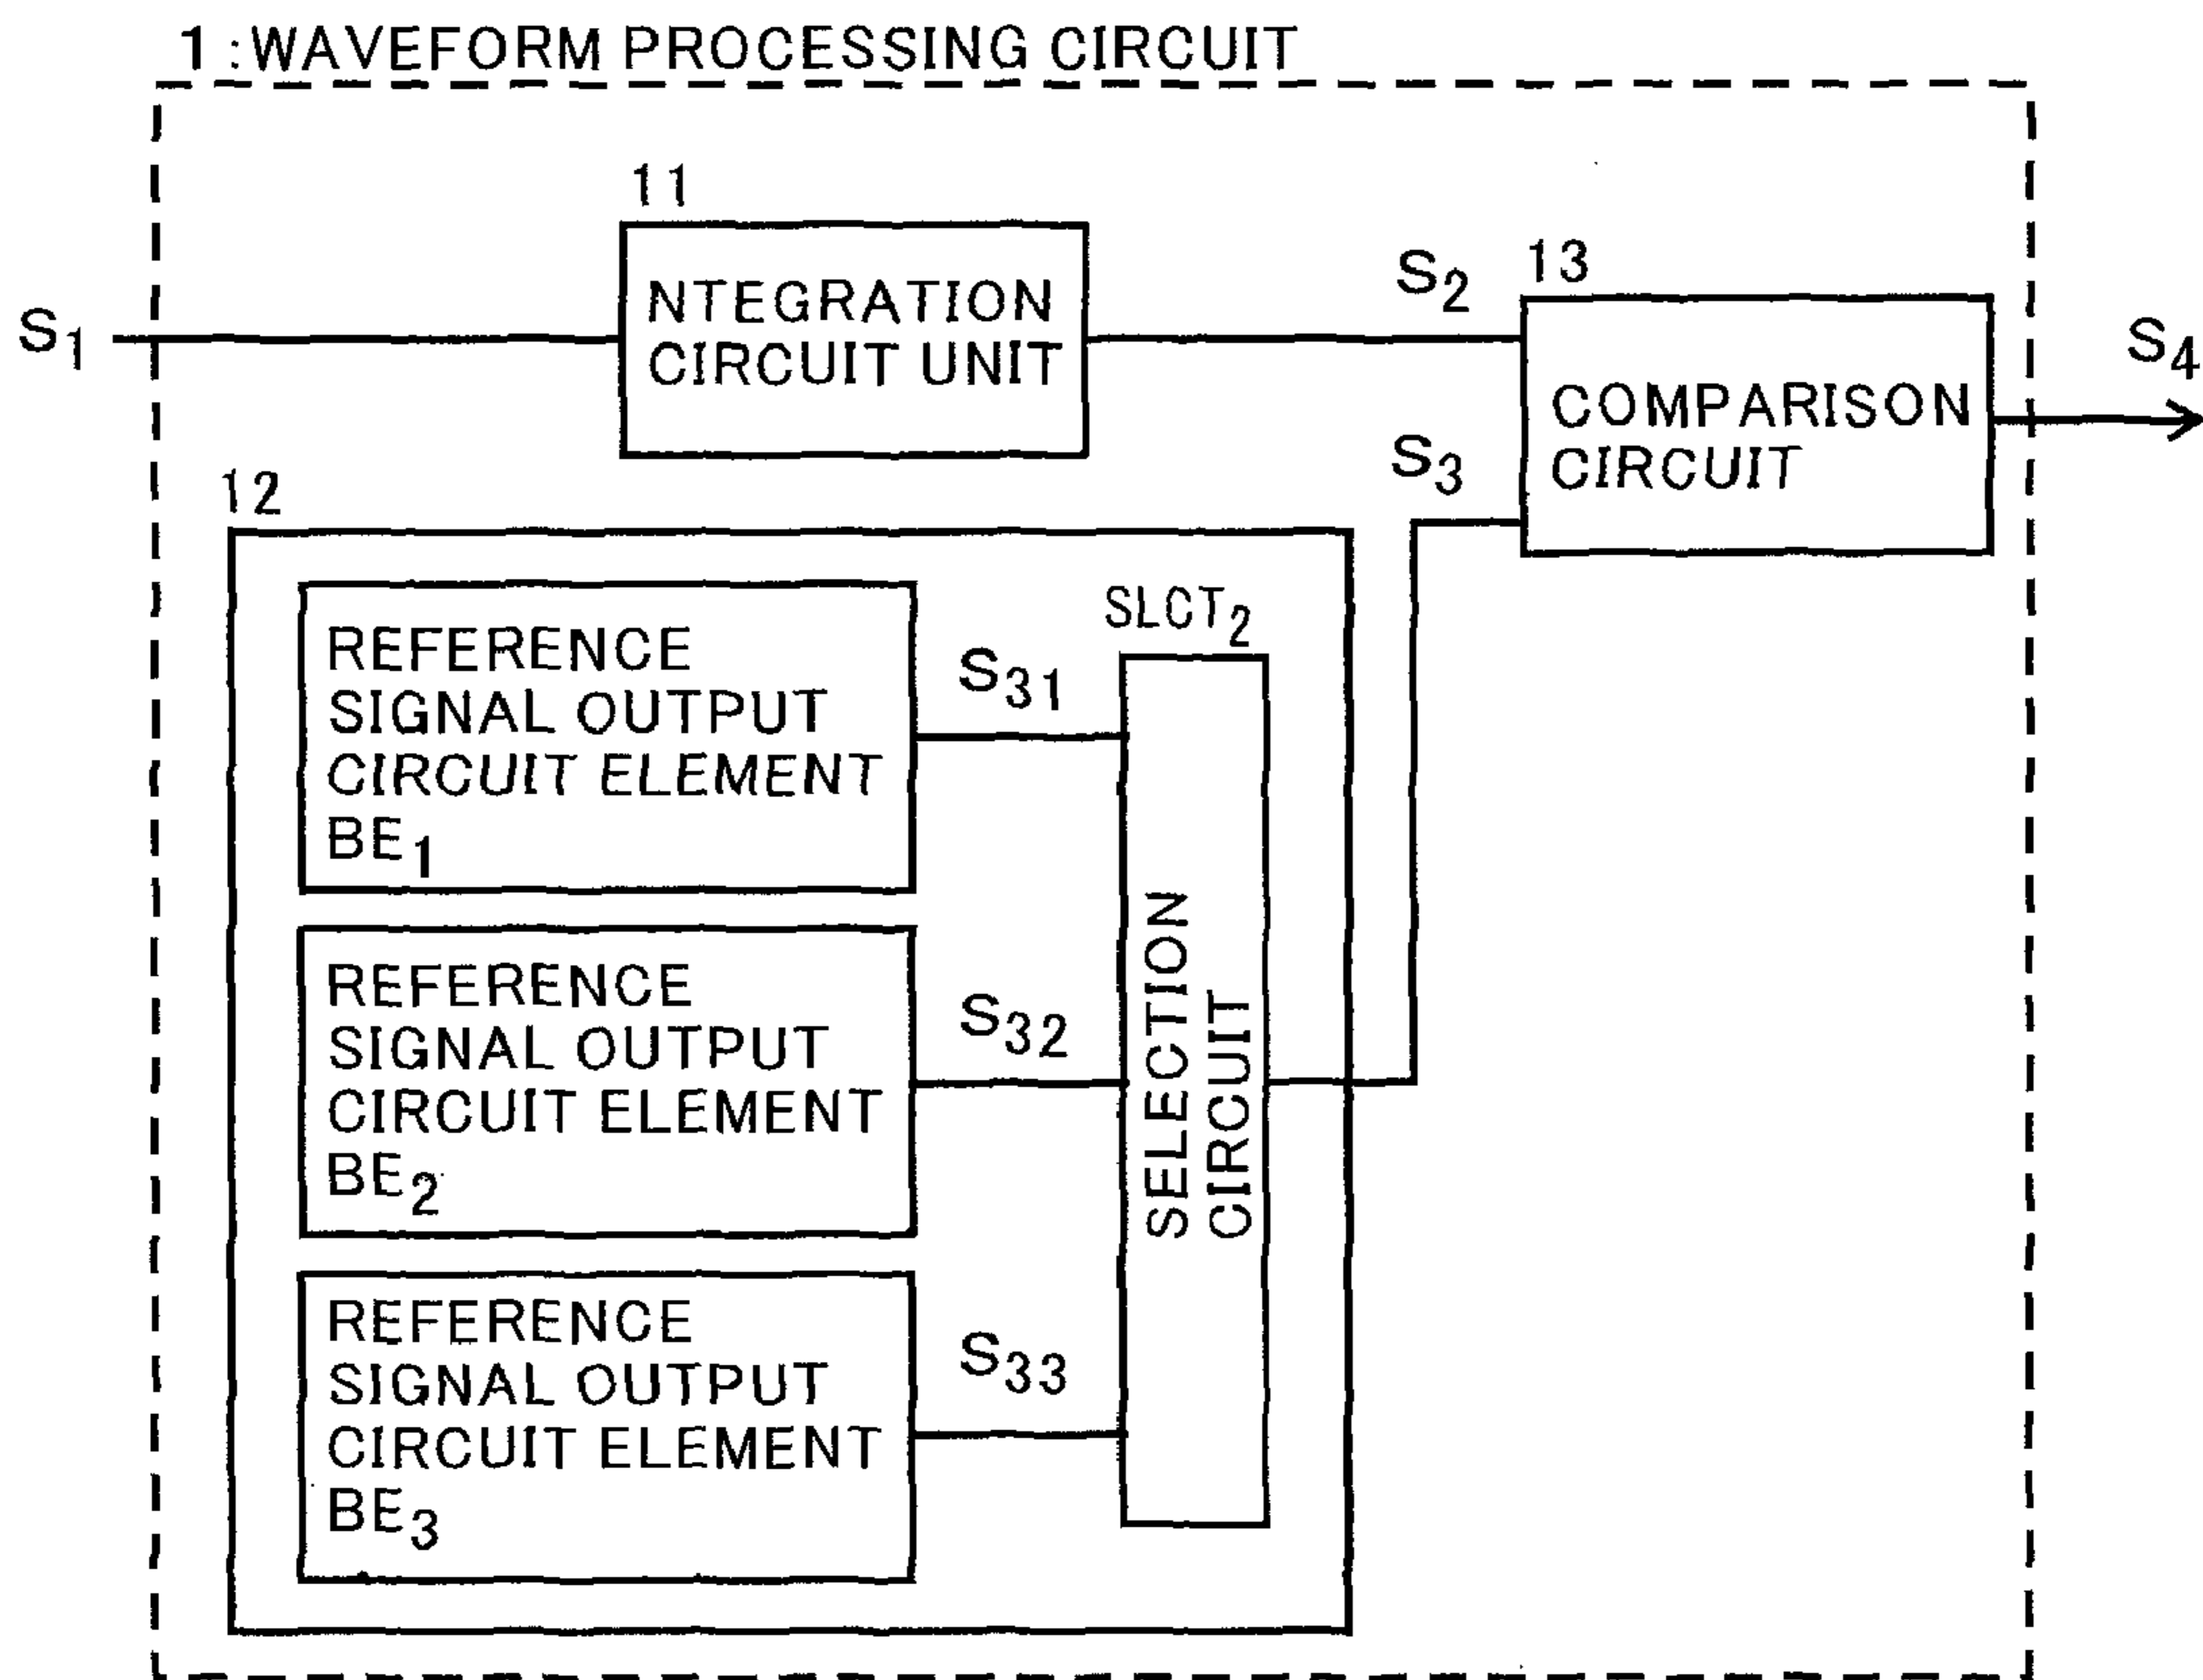 1:WAVEFORM PROCESSING CIRCUIT
11
NTEGRATION
CIRCUIT UNIT
S1
S2
13
COMPARISON
CIRCUIT
S4
S3
12
REFERENCE
SIGNAL OUTPUT
CIRCUIT ELEMENT
BE1
S31
SLCT2
SELECTION
CIRCUIT
REFERENCE
SIGNAL OUTPUT
CIRCUIT ELEMENT
BE2
S32
REFERENCE
SIGNAL OUTPUT
CIRCUIT ELEMENT
BE3
S33